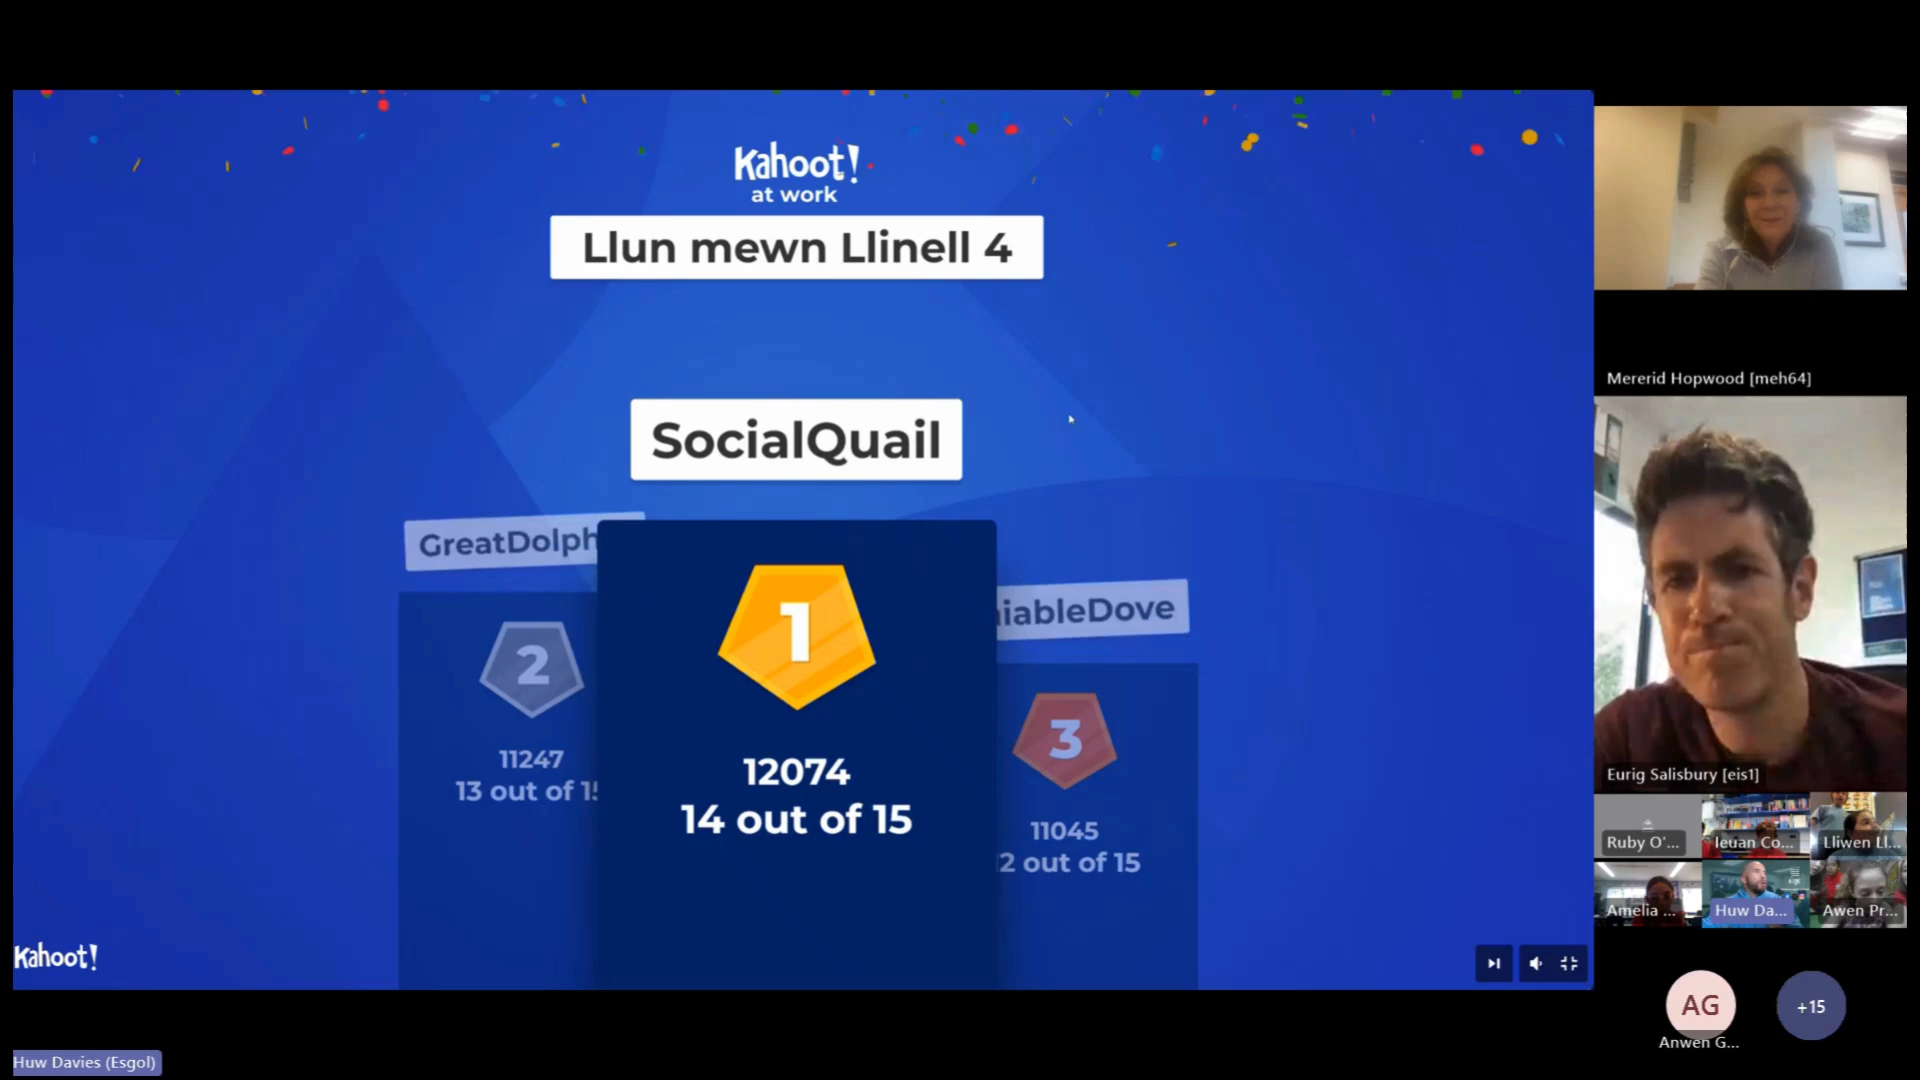 Kahoot!
at work
Llun mewn Llinell 4
SocialQuail
GreatDolph
iableDove
1
2
3
12074
14 out of 15
11247
13 out of 15
11045
2 out of 15
Kahoot!
Huw Davies (Esgol)
Mererid Hopwood [meh64]
Eurig Salisbury [eis1]
Ruby O'...
Ieuan Co...
Lliwen Ll...
Amelia ...
Huw Da...
Awen Pr...
AG
+15
Anwen G...